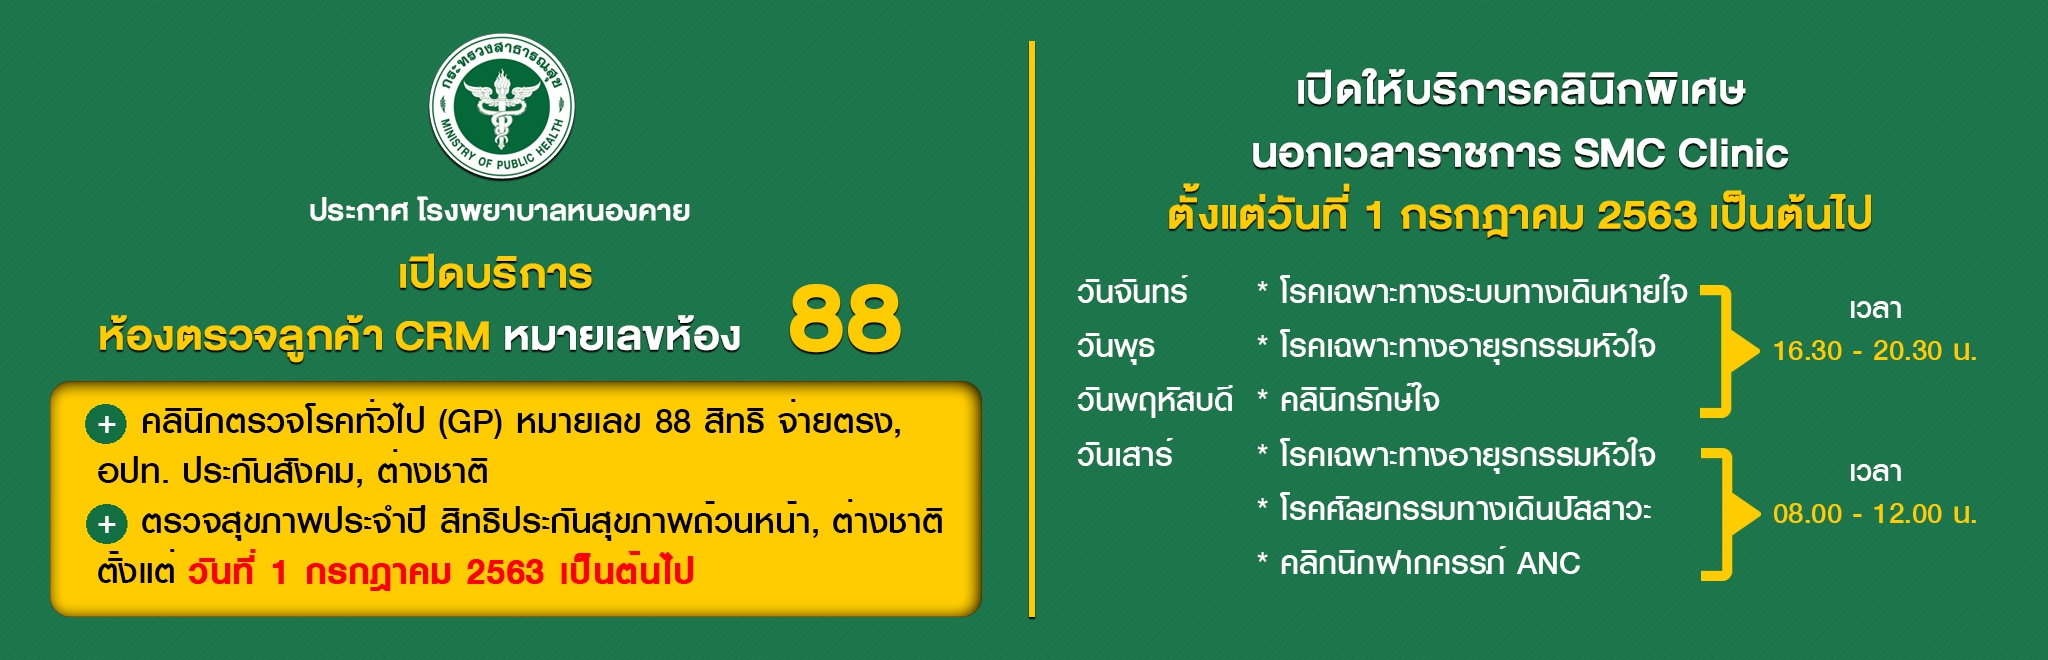 กระทรวงสาธารณสุข
MINISTRY OF PUBLIC HEALTH
ประกาศ โรงพยาบาลหนองคาย
เปิดบริการ
ห้องตรวจลูกค้า CRM หมายเลขห้อง 88
+ คลินิกตรวจโรคทั่วไป (GP) หมายเลข 88 สิทธิ จ่ายตรง,
อปท. ประกันสังคม, ต่างชาติ
+ ตรวจสุขภาพประจำปี สิทธิประกันสุขภาพถ้วนหน้า, ต่างชาติ
ตั้งแต่ วันที่ 1 กรกฎาคม 2563 เป็นต้นไป
เปิดให้บริการคลินิกพิเศษ
นอกเวลาราชการ SMC Clinic
ตั้งแต่วันที่ 1 กรกฎาคม 2563 เป็นต้นไป
วันจันทร์ * โรคเฉพาะทางระบบทางเดินหายใจ
วันพุธ * โรคเฉพาะทางอายุรกรรมหัวใจ
วันพฤหัสบดี * คลินิกรักษ์ใจ
เวลา
16.30 - 20.30 น.
วันเสาร์ * โรคเฉพาะทางอายุรกรรมหัวใจ
* โรคศัลยกรรมทางเดินปัสสาวะ
* คลิกนิกฝากครรภ์ ANC
เวลา
08.00 - 12.00 น.